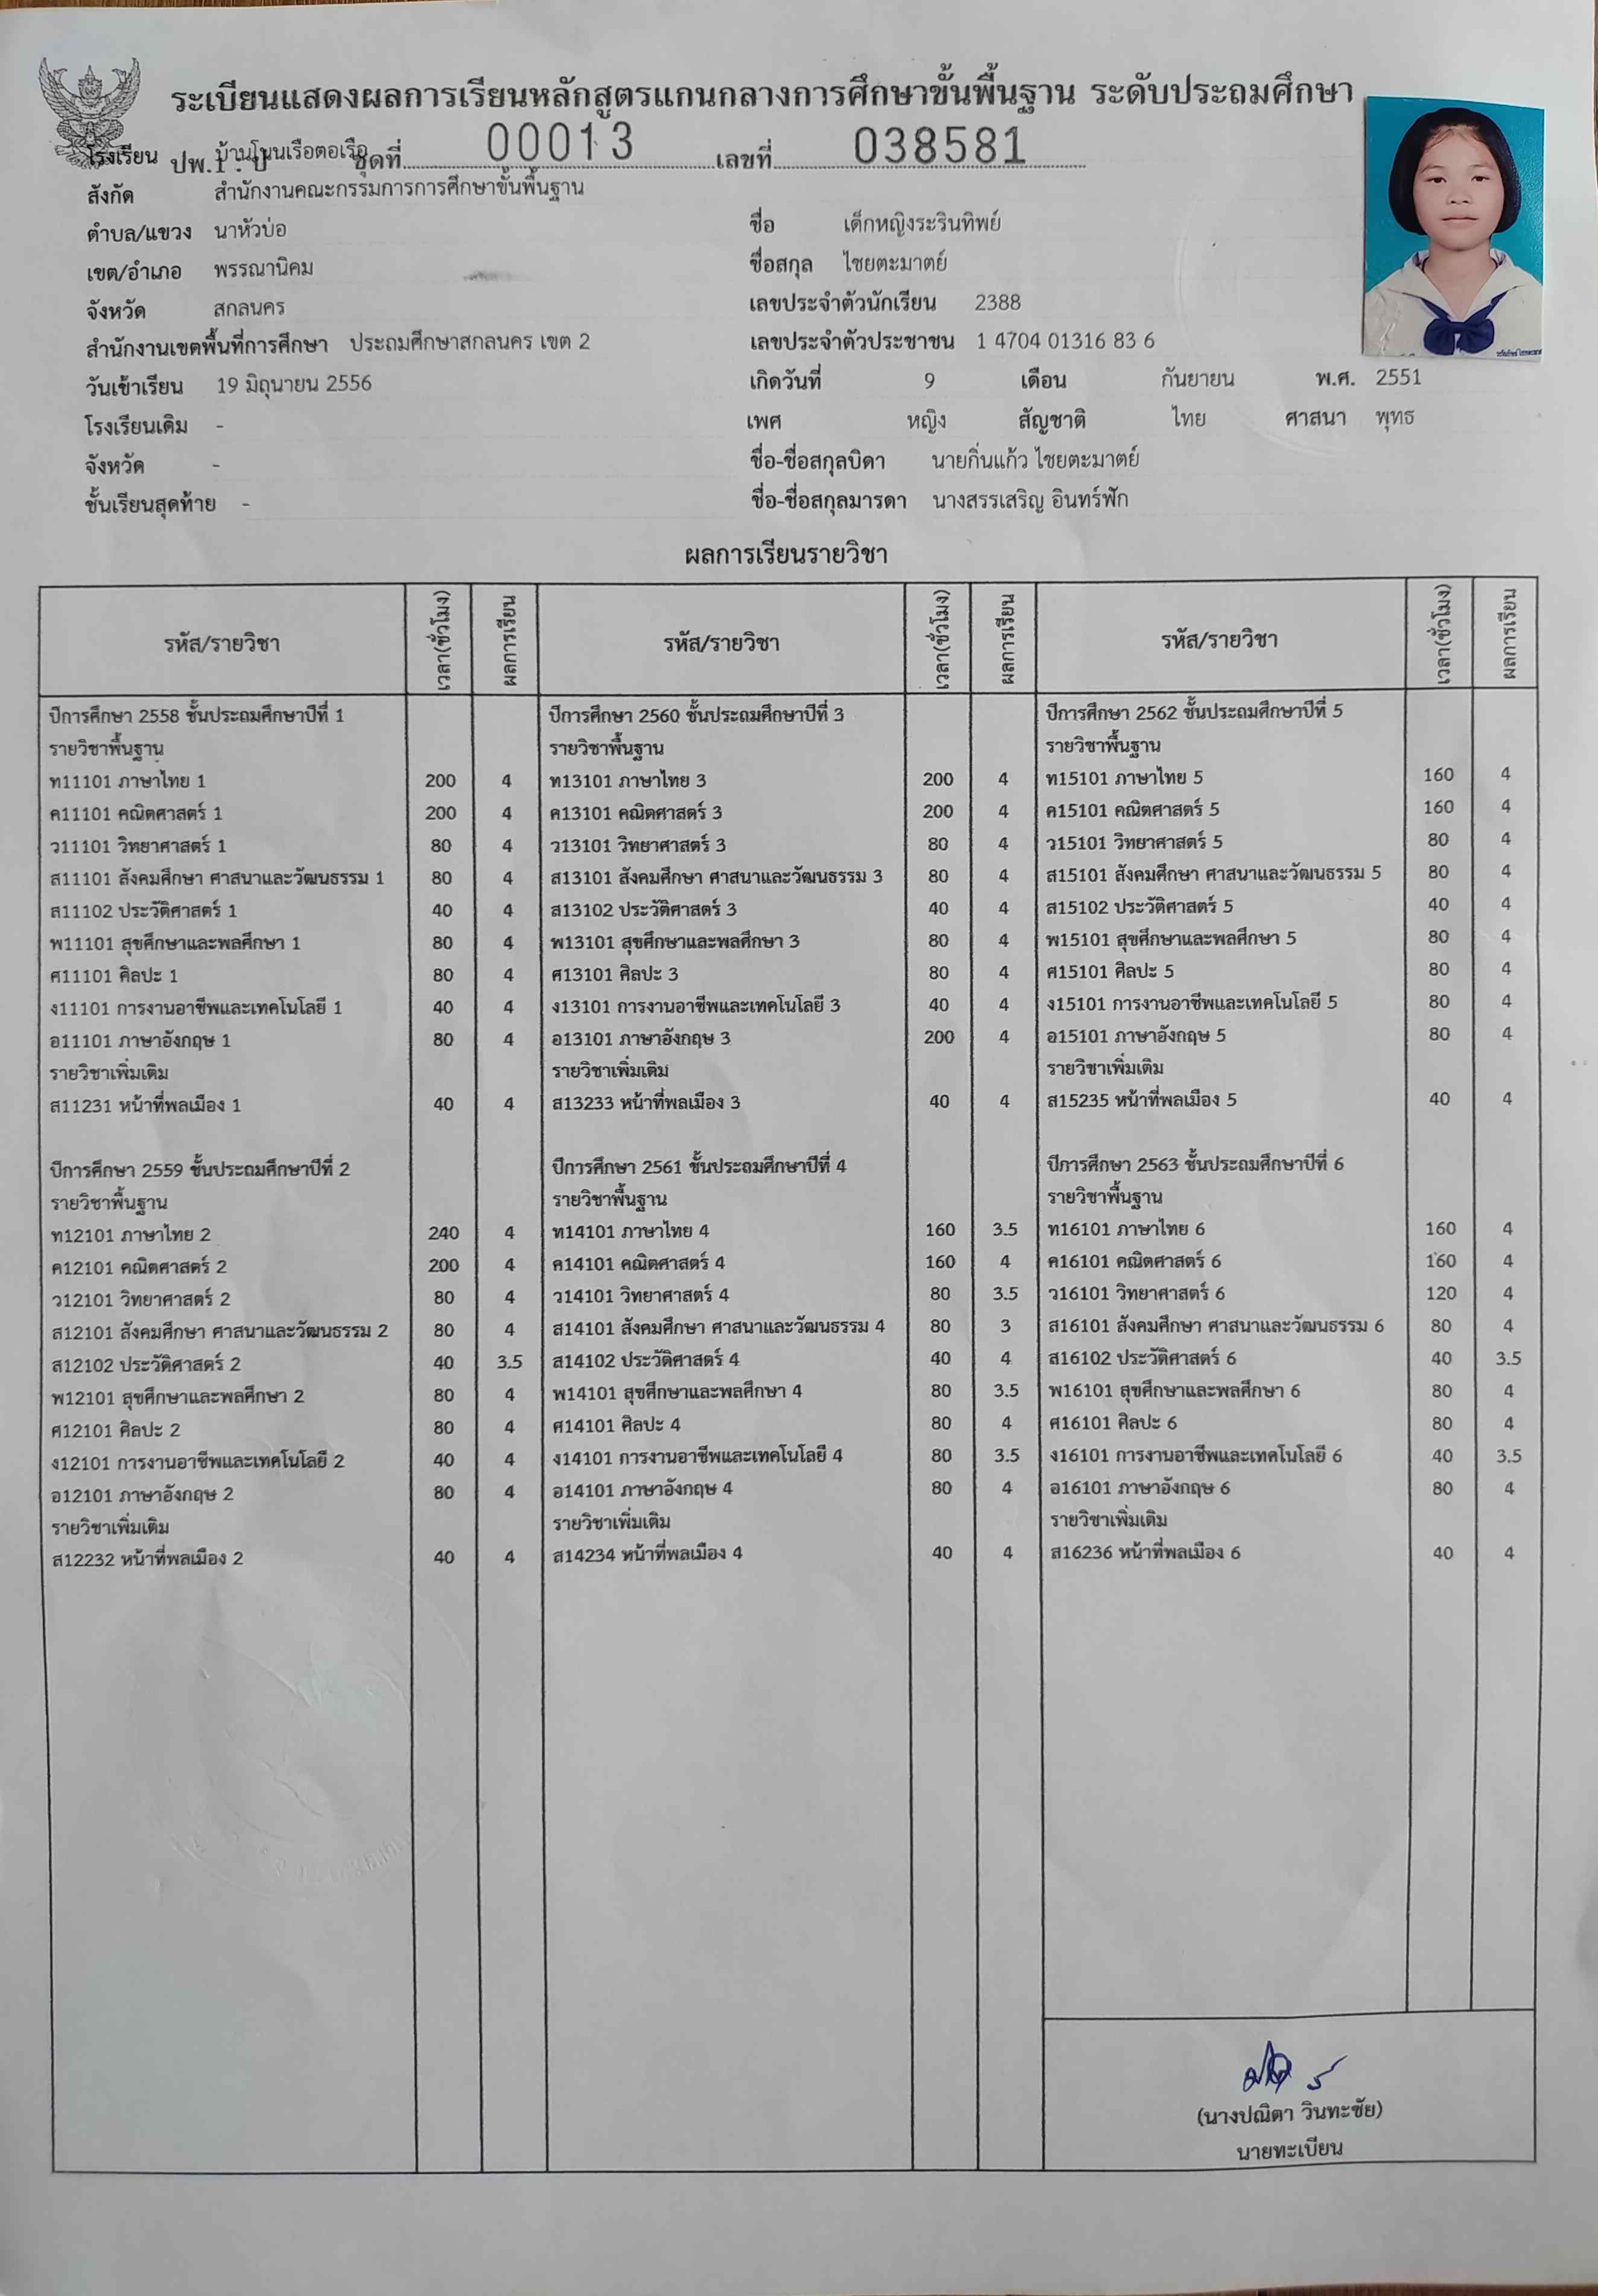 ระเบียนแสดงผลการเรียนหลักสูตรแกนกลางการศึกษาขั้นพื้นฐาน ระดับประถมศึกษา
ปพ.1 : ป ชุดที่ 00013 เลขที่ 038581
โรงเรียน บ้านโนนเรือตอเรือ
สังกัด สำนักงานคณะกรรมการการศึกษาขั้นพื้นฐาน
ตำบล/แขวง นาหัวบ่อ
เขต/อำเภอ พรรณานิคม
จังหวัด สกลนคร
สำนักงานเขตพื้นที่การศึกษา ประถมศึกษาสกลนคร เขต 2
วันเข้าเรียน 19 มิถุนายน 2556
โรงเรียนเดิม -
จังหวัด -
ชั้นเรียนสุดท้าย -
ชื่อ เด็กหญิงระรินทิพย์
ชื่อสกุล ไชยตะมาตย์
เลขประจำตัวนักเรียน 2388
เลขประจำตัวประชาชน 1 4704 01316 83 6
เกิดวันที่ 9 เดือน กันยายน พ.ศ. 2551
เพศ หญิง สัญชาติ ไทย ศาสนา พุทธ
ชื่อ-ชื่อสกุลบิดา นายกิ่นแก้ว ไชยตะมาตย์
ชื่อ-ชื่อสกุลมารดา นางสรรเสริญ อินทร์ฟัก
ผลการเรียนรายวิชา
รหัส/รายวิชา เวลา(ชั่วโมง) ผลการเรียน
ปีการศึกษา 2558 ชั้นประถมศึกษาปีที่ 1
รายวิชาพื้นฐาน
ท11101 ภาษาไทย 1 200 4
ค11101 คณิตศาสตร์ 1 200 4
ว11101 วิทยาศาสตร์ 1 80 4
ส11101 สังคมศึกษา ศาสนาและวัฒนธรรม 1 80 4
ส11102 ประวัติศาสตร์ 1 40 4
พ11101 สุขศึกษาและพลศึกษา 1 80 4
ศ11101 ศิลปะ 1 80 4
ง11101 การงานอาชีพและเทคโนโลยี 1 40 4
อ11101 ภาษาอังกฤษ 1 80 4
รายวิชาเพิ่มเติม
ส11231 หน้าที่พลเมือง 1 40 4
ปีการศึกษา 2559 ชั้นประถมศึกษาปีที่ 2
รายวิชาพื้นฐาน
ท12101 ภาษาไทย 2 240 4
ค12101 คณิตศาสตร์ 2 200 4
ว12101 วิทยาศาสตร์ 2 80 4
ส12101 สังคมศึกษา ศาสนาและวัฒนธรรม 2 80 4
ส12102 ประวัติศาสตร์ 2 40 3.5
พ12101 สุขศึกษาและพลศึกษา 2 80 4
ศ12101 ศิลปะ 2 80 4
ง12101 การงานอาชีพและเทคโนโลยี 2 40 4
อ12101 ภาษาอังกฤษ 2 80 4
รายวิชาเพิ่มเติม
ส12232 หน้าที่พลเมือง 2 40 4
รหัส/รายวิชา เวลา(ชั่วโมง) ผลการเรียน
ปีการศึกษา 2560 ชั้นประถมศึกษาปีที่ 3
รายวิชาพื้นฐาน
ท13101 ภาษาไทย 3 200 4
ค13101 คณิตศาสตร์ 3 200 4
ว13101 วิทยาศาสตร์ 3 80 4
ส13101 สังคมศึกษา ศาสนาและวัฒนธรรม 3 80 4
ส13102 ประวัติศาสตร์ 3 40 4
พ13101 สุขศึกษาและพลศึกษา 3 80 4
ศ13101 ศิลปะ 3 80 4
ง13101 การงานอาชีพและเทคโนโลยี 3 40 4
อ13101 ภาษาอังกฤษ 3 200 4
รายวิชาเพิ่มเติม
ส13233 หน้าที่พลเมือง 3 40 4
ปีการศึกษา 2561 ชั้นประถมศึกษาปีที่ 4
รายวิชาพื้นฐาน
ท14101 ภาษาไทย 4 160 3.5
ค14101 คณิตศาสตร์ 4 160 4
ว14101 วิทยาศาสตร์ 4 80 3.5
ส14101 สังคมศึกษา ศาสนาและวัฒนธรรม 4 80 3
ส14102 ประวัติศาสตร์ 4 40 4
พ14101 สุขศึกษาและพลศึกษา 4 80 3.5
ศ14101 ศิลปะ 4 80 4
ง14101 การงานอาชีพและเทคโนโลยี 4 80 3.5
อ14101 ภาษาอังกฤษ 4 80 4
รายวิชาเพิ่มเติม
ส14234 หน้าที่พลเมือง 4 40 4
รหัส/รายวิชา เวลา(ชั่วโมง) ผลการเรียน
ปีการศึกษา 2562 ชั้นประถมศึกษาปีที่ 5
รายวิชาพื้นฐาน
ท15101 ภาษาไทย 5 160 4
ค15101 คณิตศาสตร์ 5 160 4
ว15101 วิทยาศาสตร์ 5 80 4
ส15101 สังคมศึกษา ศาสนาและวัฒนธรรม 5 80 4
ส15102 ประวัติศาสตร์ 5 40 4
พ15101 สุขศึกษาและพลศึกษา 5 80 4
ศ15101 ศิลปะ 5 80 4
ง15101 การงานอาชีพและเทคโนโลยี 5 80 4
อ15101 ภาษาอังกฤษ 5 80 4
รายวิชาเพิ่มเติม
ส15235 หน้าที่พลเมือง 5 40 4
ปีการศึกษา 2563 ชั้นประถมศึกษาปีที่ 6
รายวิชาพื้นฐาน
ท16101 ภาษาไทย 6 160 4
ค16101 คณิตศาสตร์ 6 160 4
ว16101 วิทยาศาสตร์ 6 120 4
ส16101 สังคมศึกษา ศาสนาและวัฒนธรรม 6 80 4
ส16102 ประวัติศาสตร์ 6 40 3.5
พ16101 สุขศึกษาและพลศึกษา 6 80 4
ศ16101 ศิลปะ 6 80 4
ง16101 การงานอาชีพและเทคโนโลยี 6 40 3.5
อ16101 ภาษาอังกฤษ 6 80 4
รายวิชาเพิ่มเติม
ส16236 หน้าที่พลเมือง 6 40 4
(นางปณิตา วินทะชัย)
นายทะเบียน